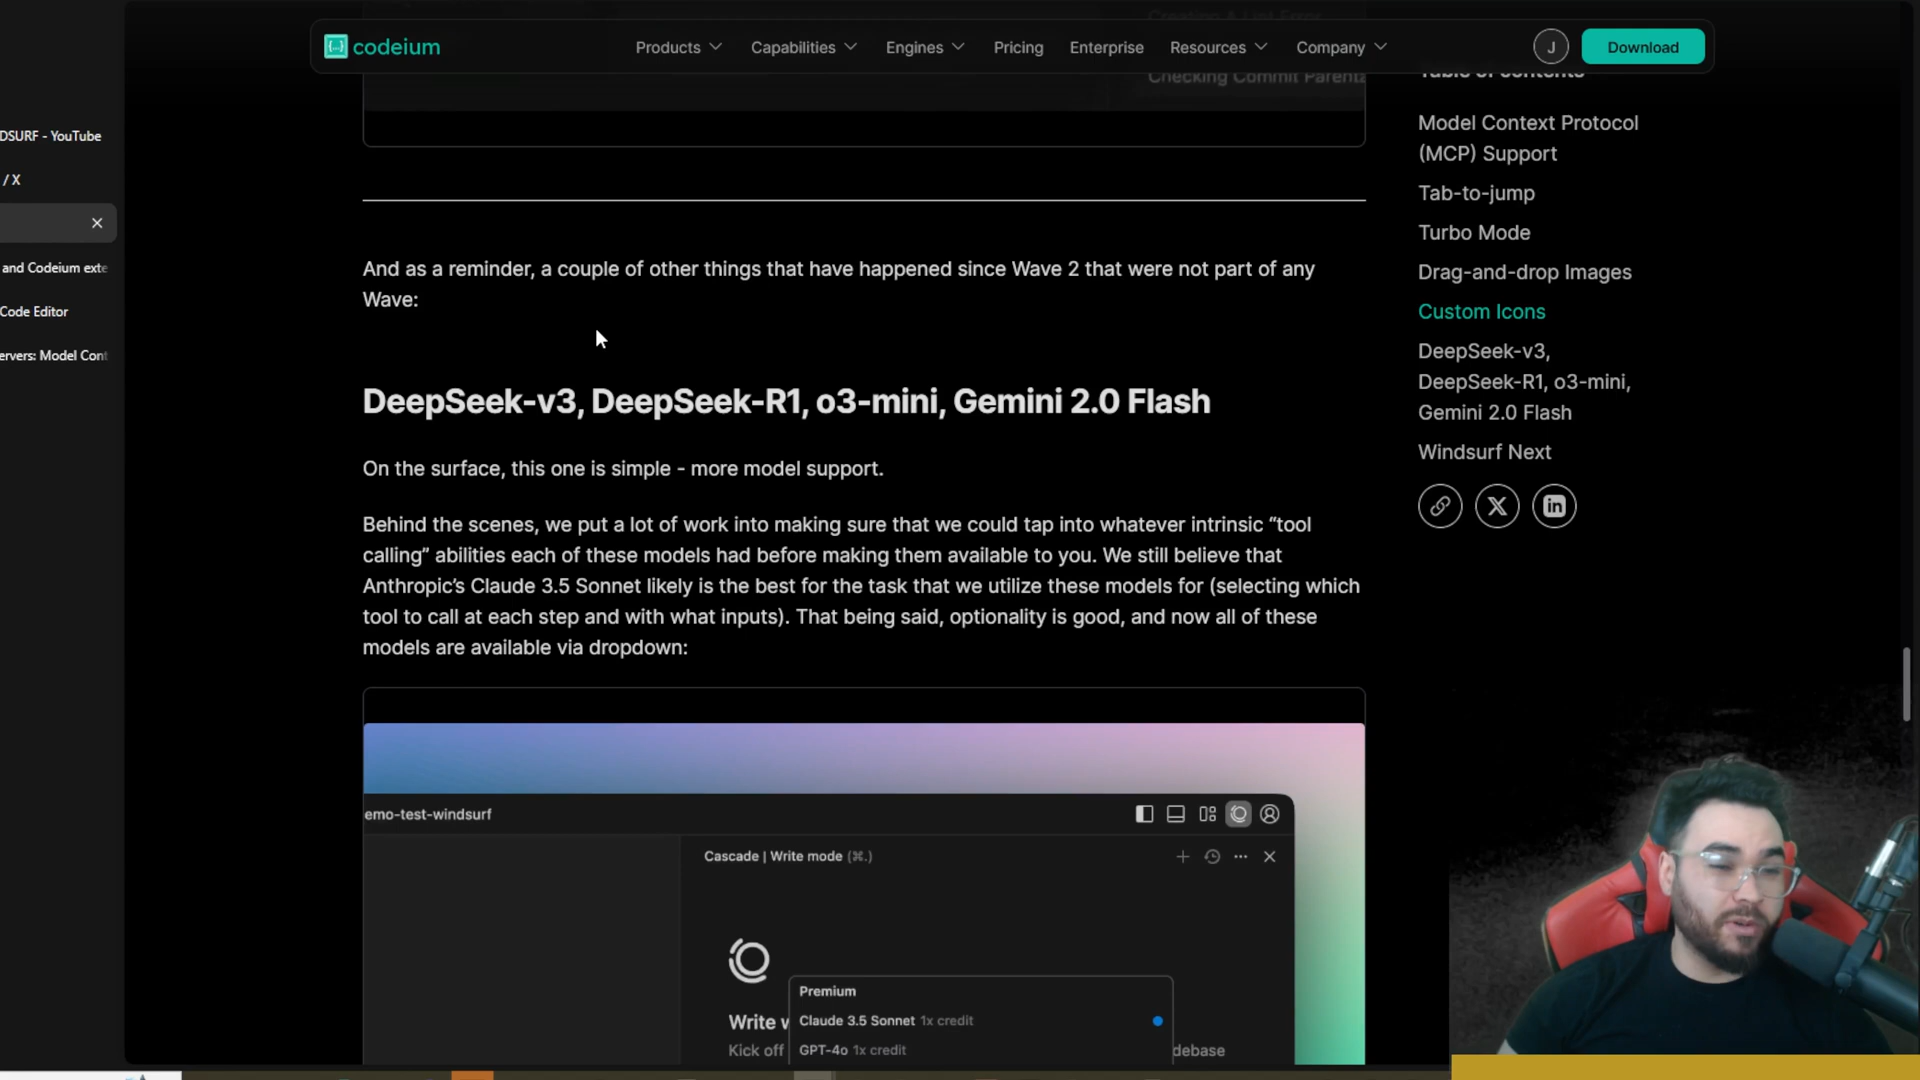 codeium
Products
Capabilities
Engines
Pricing
Enterprise
Resources
Company
J
Download
DSURF - YouTube
/ X
and Codeium exte
Code Editor
ervers: Model Cont
Checking Commit Parent
And as a reminder, a couple of other things that have happened since Wave 2 that were not part of any
Wave:
DeepSeek-v3, DeepSeek-R1, o3-mini, Gemini 2.0 Flash
On the surface, this one is simple - more model support.
Behind the scenes, we put a lot of work into making sure that we could tap into whatever intrinsic “tool
calling” abilities each of these models had before making them available to you. We still believe that
Anthropic’s Claude 3.5 Sonnet likely is the best for the task that we utilize these models for (selecting which
tool to call at each step and with what inputs). That being said, optionality is good, and now all of these
models are available via dropdown:
emo-test-windsurf
Cascade | Write mode (⌘.)
Premium
Write w
Claude 3.5 Sonnet 1x credit
Kick off
GPT-4o 1x credit
debase
Table of contents
Model Context Protocol
(MCP) Support
Tab-to-jump
Turbo Mode
Drag-and-drop Images
Custom Icons
DeepSeek-v3,
DeepSeek-R1, o3-mini,
Gemini 2.0 Flash
Windsurf Next